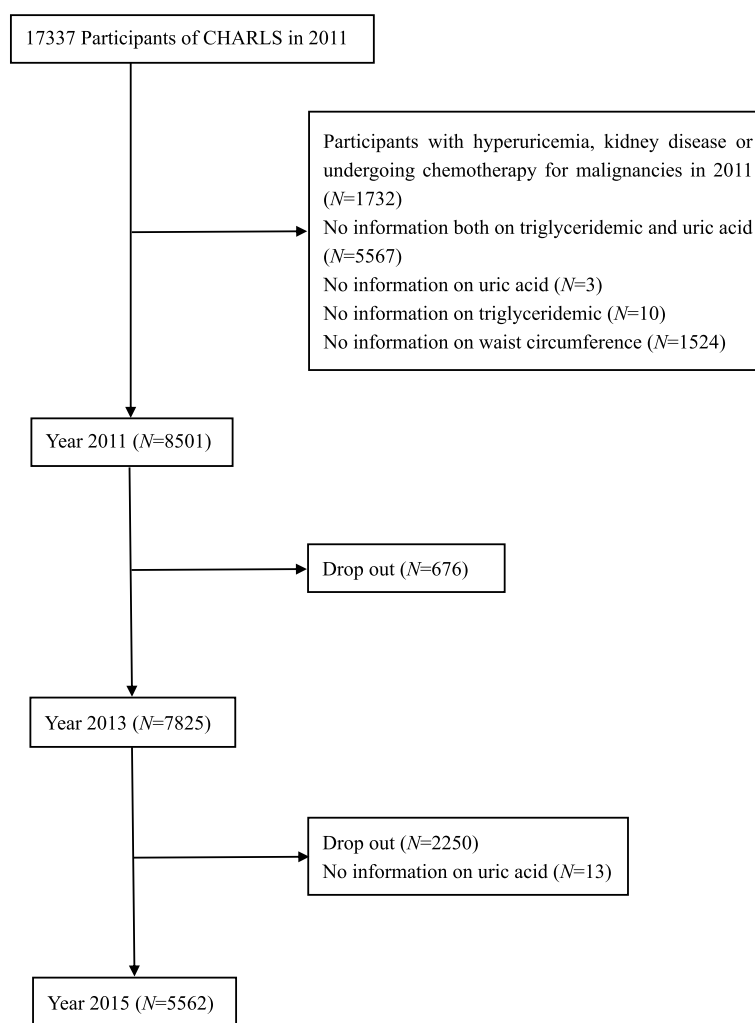 17337 Participants of CHARLS in 2011
Participants with hyperuricemia, kidney disease or
undergoing chemotherapy for malignancies in 2011
(N=1732)
No information both on triglyceridemic and uric acid
(N=5567)
No information on uric acid (N=3)
No information on triglyceridemic (N=10)
No information on waist circumference (N=1524)
Year 2011 (N=8501)
Drop out (N=676)
Year 2013 (N=7825)
Drop out (N=2250)
No information on uric acid (N=13)
Year 2015 (N=5562)